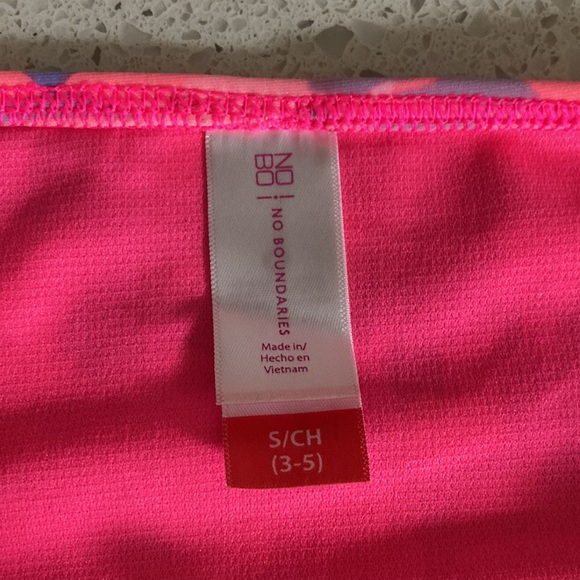 NO!
BO!
NO BOUNDARIES
Made in/
Hecho en
Vietnam
S/CH
(3-5)